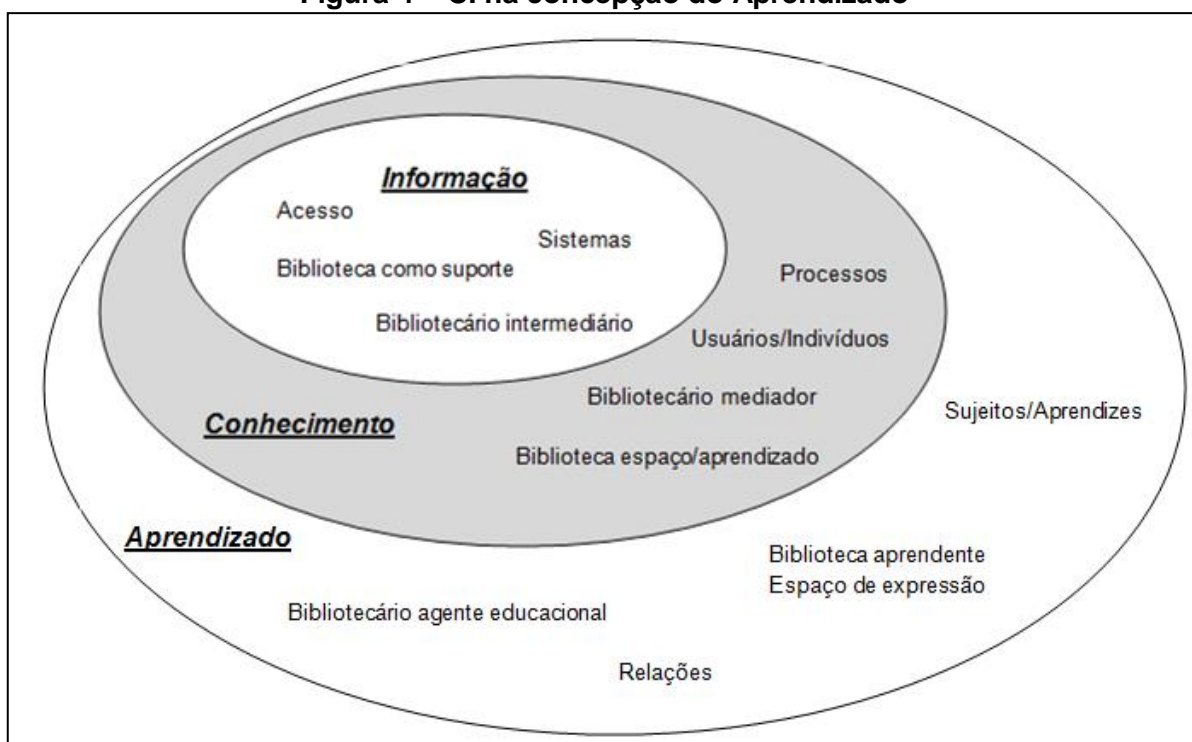 Informação
Acesso
Sistemas
Biblioteca como suporte
Bibliotecário intermediário
Processos
Usuários/Indivíduos
Bibliotecário mediador
Conhecimento
Biblioteca espaço/aprendizado
Sujeitos/Aprendizes
Aprendizado
Biblioteca aprendente
Espaço de expressão
Bibliotecário agente educacional
Relações